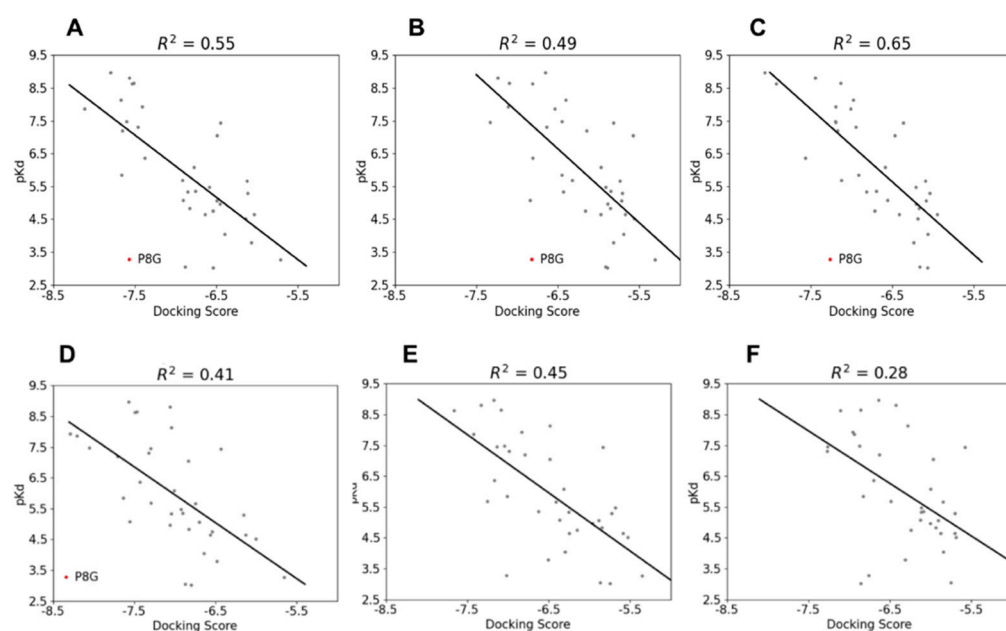 A
B
C
R² = 0.55
R² = 0.49
R² = 0.65
9.5
8.5
7.5
6.5
5.5
4.5
3.5
2.5
pKd
P8G
-8.5 -7.5 -6.5 -5.5
Docking Score
9.5
8.5
7.5
6.5
5.5
4.5
3.5
2.5
pKd
P8G
-8.5 -7.5 -6.5 -5.5
Docking Score
9.5
8.5
7.5
6.5
5.5
4.5
3.5
2.5
pKd
P8G
-8.5 -7.5 -6.5 -5.5
Docking Score
D
E
F
R² = 0.41
R² = 0.45
R² = 0.28
9.5
8.5
7.5
6.5
5.5
4.5
3.5
2.5
pKd
P8G
-8.5 -7.5 -6.5 -5.5
Docking Score
9.5
8.5
7.5
6.5
5.5
4.5
3.5
2.5
pKd
-8.5 -7.5 -6.5 -5.5
Docking Score
9.5
8.5
7.5
6.5
5.5
4.5
3.5
2.5
pKd
-8.5 -7.5 -6.5 -5.5
Docking Score